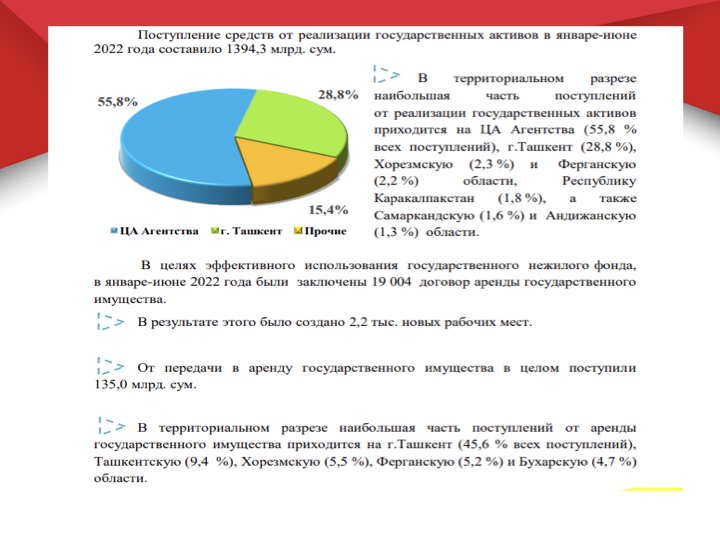 Поступление средств от реализации государственных активов в январе-июне
2022 года составило 1394,3 млрд. сум.
55,8%
28,8%
15,4%
ЦА Агентства г. Ташкент Прочие
В территориальном разрезе
наибольшая часть поступлений
от реализации государственных активов
приходится на ЦА Агентства (55,8 %
всех поступлений), г.Ташкент (28,8 %),
Хорезмскую (2,3 %) и Ферганскую
(2,2 %) области, Республику
Каракалпакстан (1,8 %), а также
Самаркандскую (1,6 %) и Андижанскую
(1,3 %) области.
В целях эффективного использования государственного нежилого фонда,
в январе-июне 2022 года были заключены 19 004 договор аренды государственного
имущества.
В результате этого было создано 2,2 тыс. новых рабочих мест.
От передачи в аренду государственного имущества в целом поступили
135,0 млрд. сум.
В территориальном разрезе наибольшая часть поступлений от аренды
государственного имущества приходится на г.Ташкент (45,6 % всех поступлений),
Ташкентскую (9,4 %), Хорезмскую (5,5 %), Ферганскую (5,2 %) и Бухарскую (4,7 %)
области.